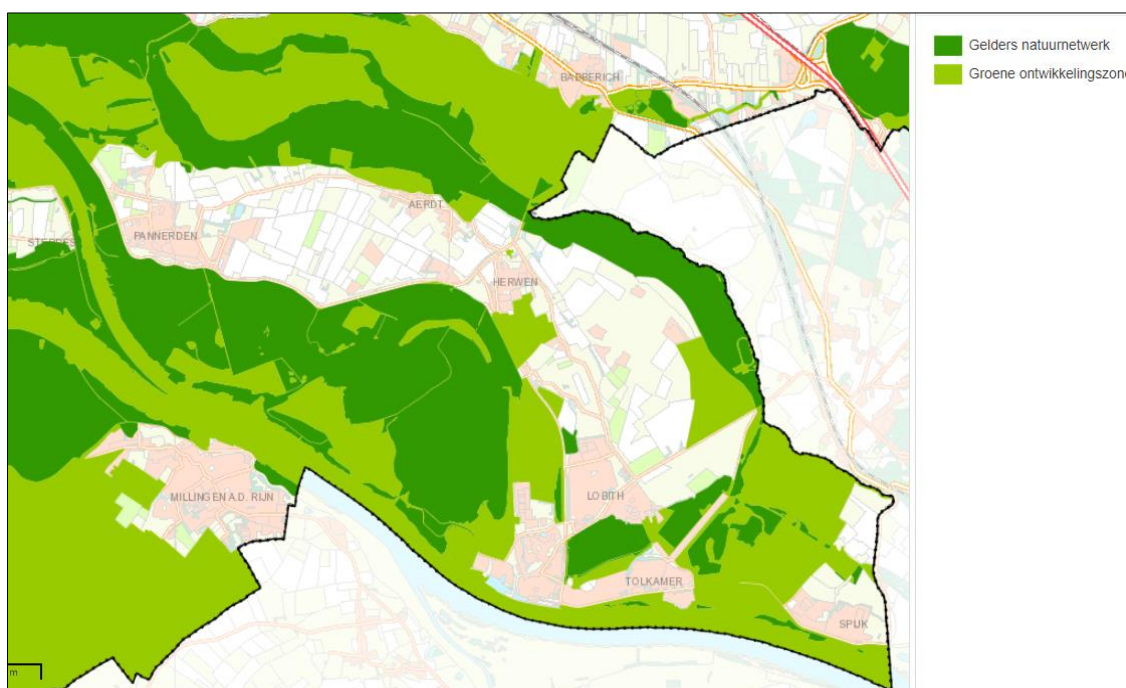 Gelders natuurnetwerk
Groene ontwikkelingszone
BABBERICH
AERDT
PANNERDEN
HERWEN
MILLINGEN A.D. RIJN
LOBITH
TOLKAMER
SPIJK
m